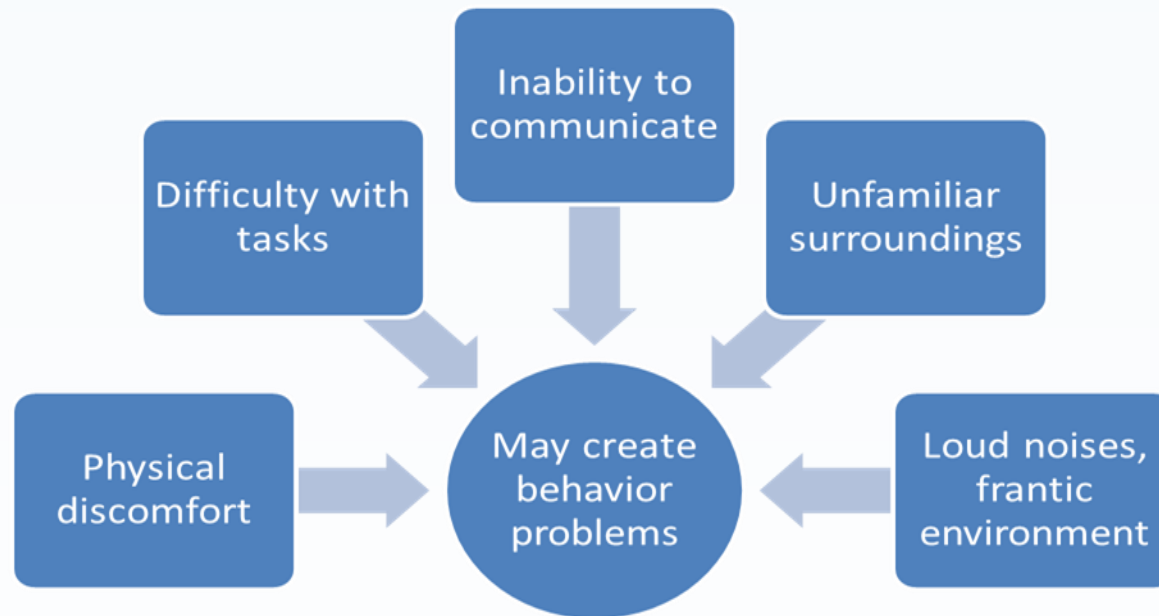 Inability to
communicate
Difficulty with
tasks
Unfamiliar
surroundings
Physical
discomfort
May create
behavior
problems
Loud noises,
frantic
environment